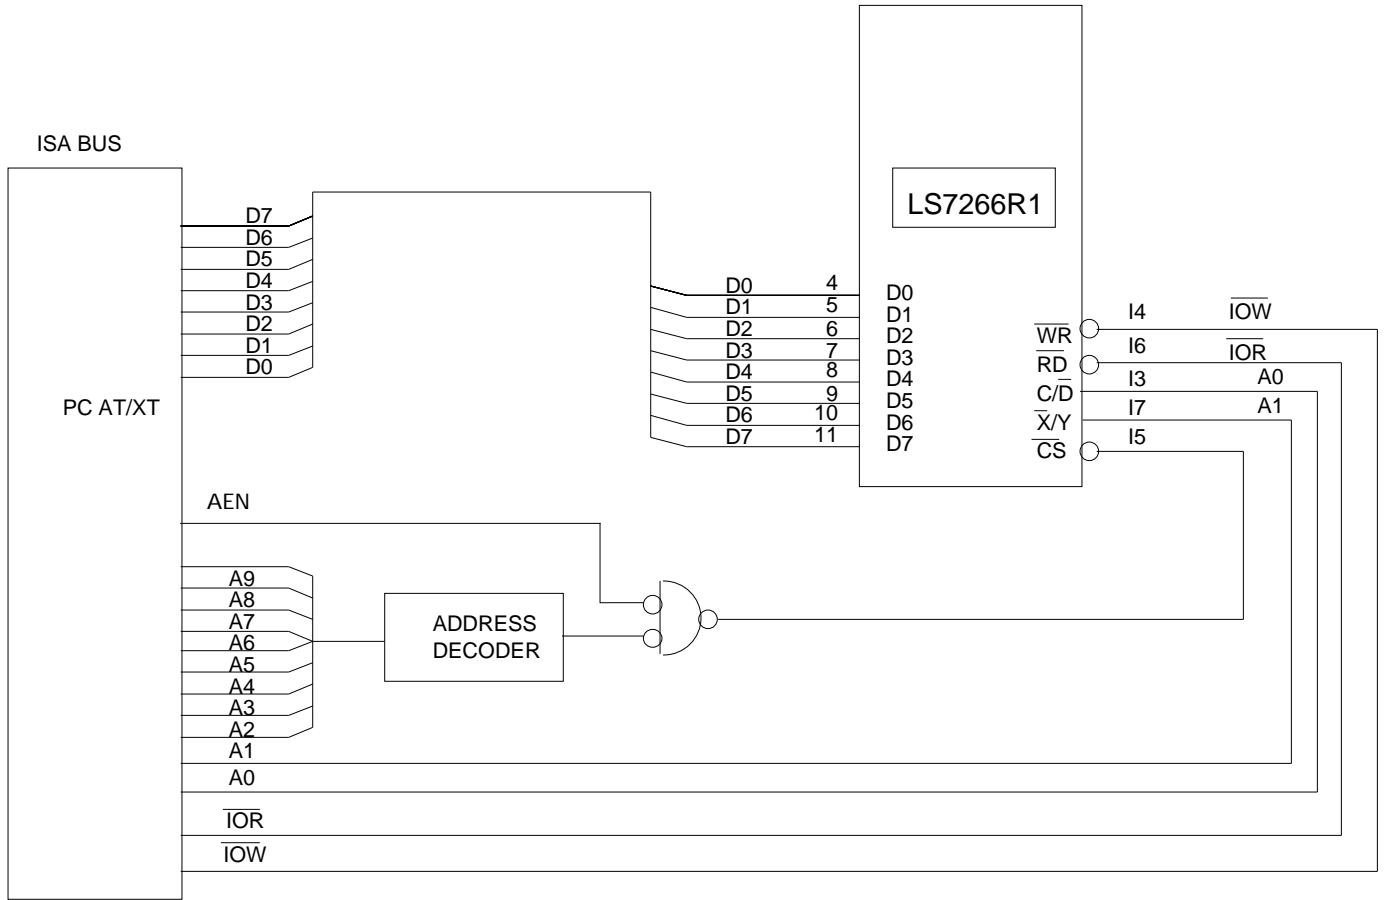 ISA BUS
PC AT/XT
D7
D6
D5
D4
D3
D2
D1
D0
AEN
A9
A8
A7
A6
A5
A4
A3
A2
A1
A0
IOR
IOW
ADDRESS
DECODER
LS7266R1
D0 4 D0
D1 5 D1
D2 6 D2
D3 7 D3
D4 8 D4
D5 9 D5
D6 10 D6
D7 11 D7
WR I4 IOW
RD I6 IOR
C/D I3 A0
X/Y I7 A1
CS I5